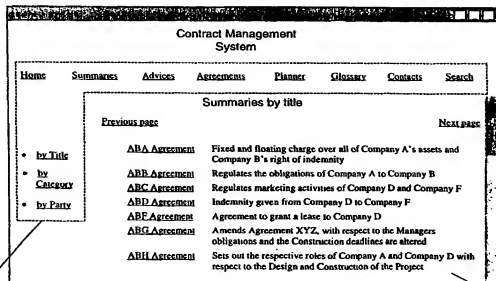 Contract Management
System
Home Summaries Advices Agreements Planner Glossary Contacts Search
Summaries by title
Previous page Next page
• by Title
• by
Category
• by Party
ABA Agreement Fixed and floating charge over all of Company A's assets and
Company B's right of indemnity
ABB Agreement Regulates the obligations of Company A to Company B
ABC Agreement Regulates marketing activities of Company D and Company F
ABD Agreement Indemnity given from Company D to Company F
ABF Agreement Agreement to grant a lease to Company D
ABG Agreement Amends Agreement XYZ, with respect to the Managers
obligations and the Construction deadlines are altered
ABH Agreement Sets out the respective roles of Company A and Company D with
respect to the Design and Construction of the Project